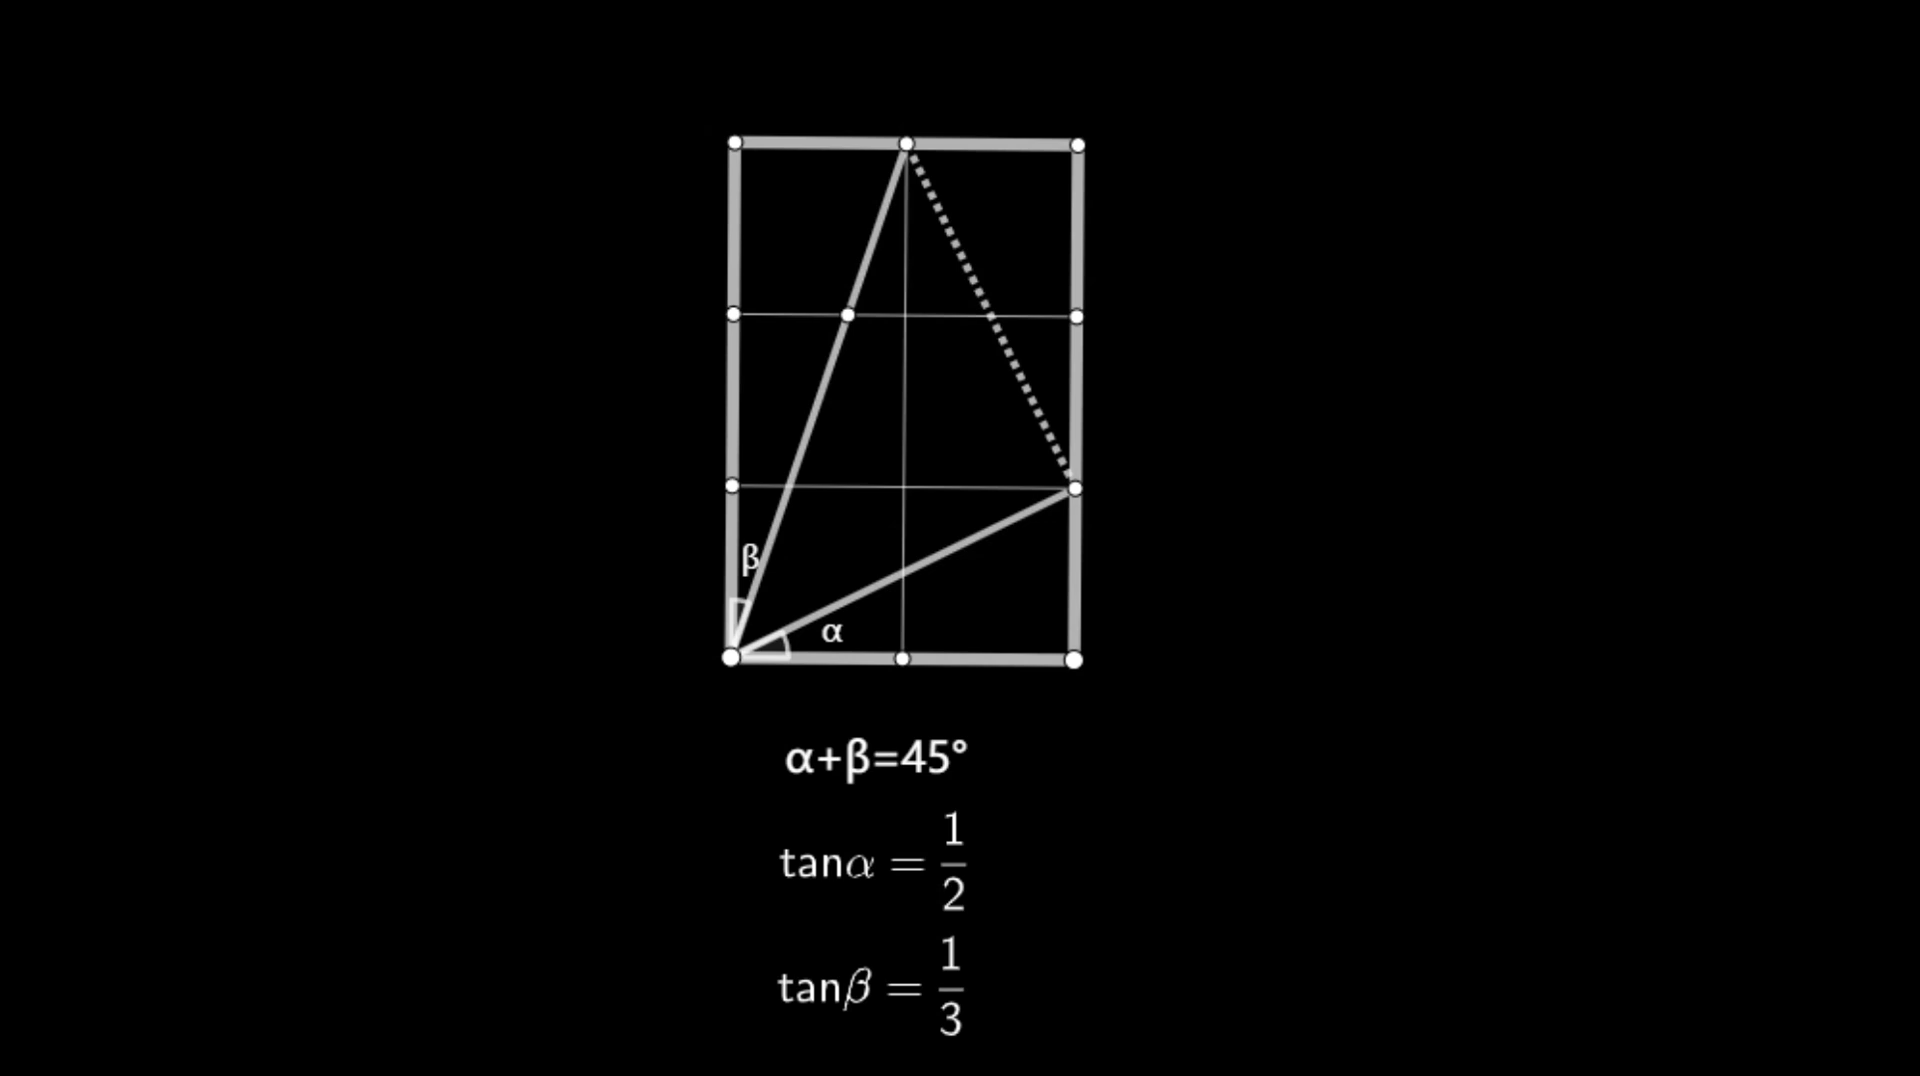 β
α
α+β=45°
tanα = 1/2
tanβ = 1/3